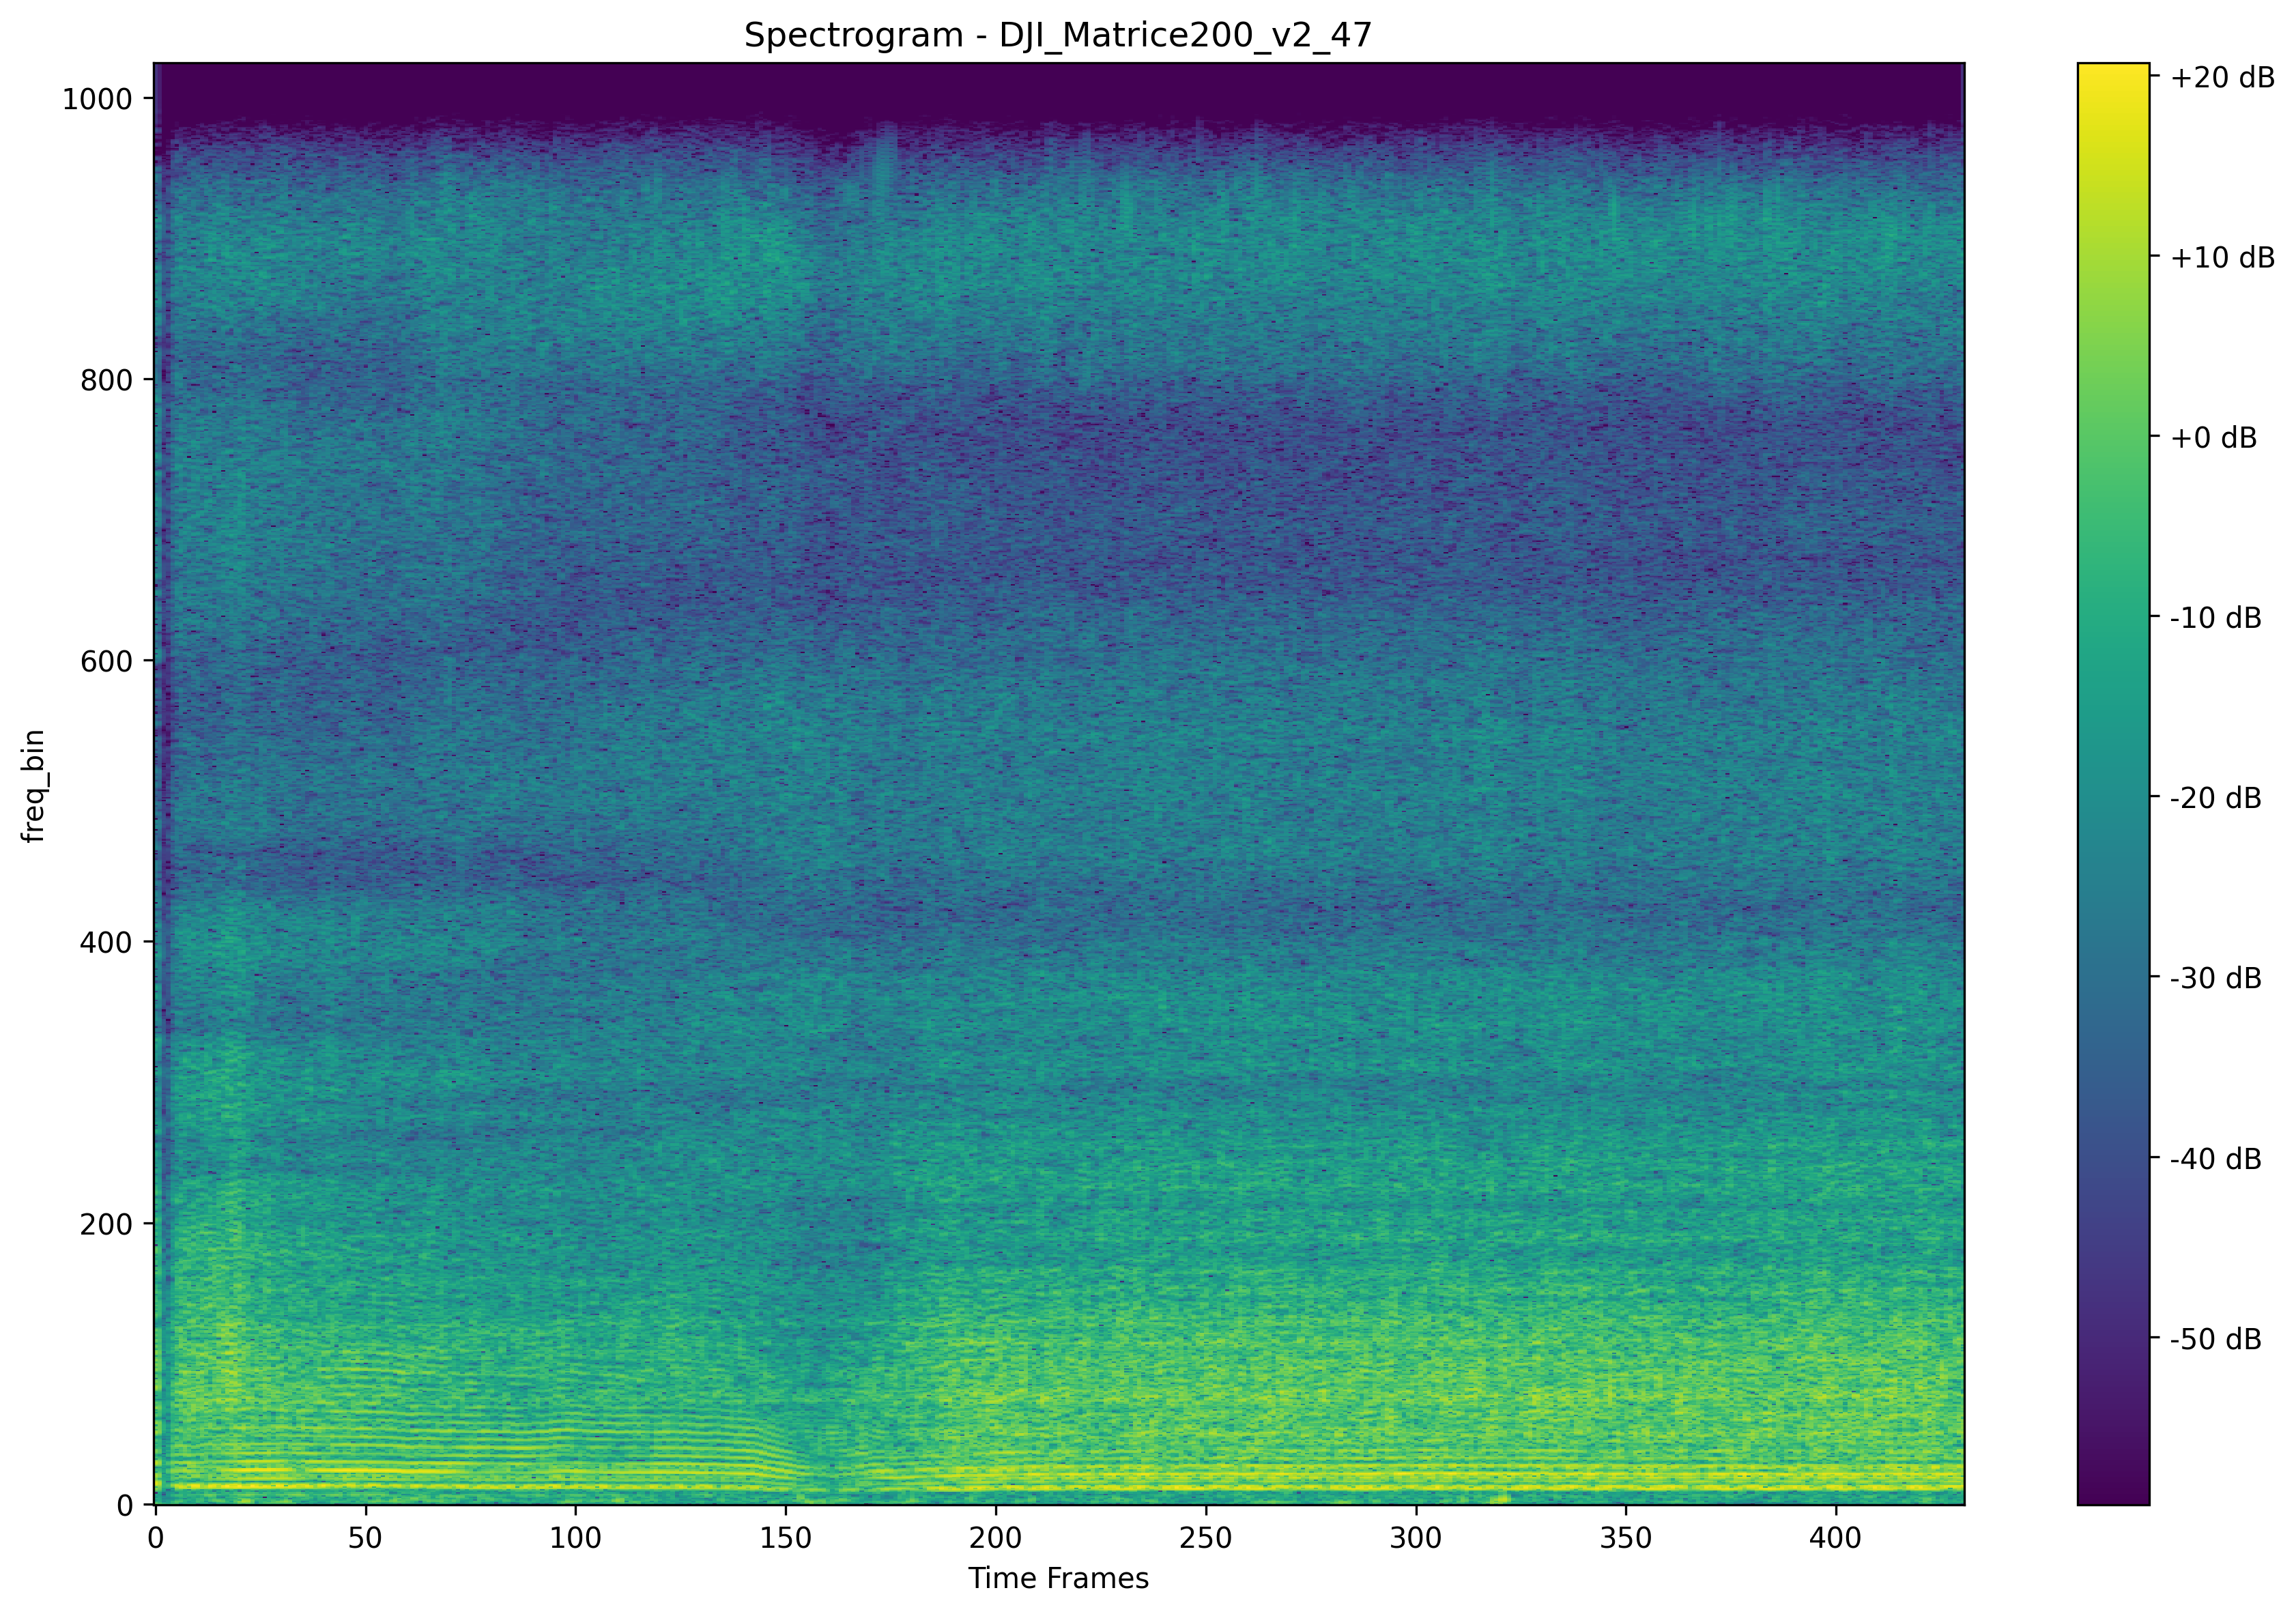 Spectrogram - DJI_Matrice200_v2_47
1000
800
600
400
200
0
freq_bin
0 50 100 150 200 250 300 350 400
Time Frames
+20 dB
+10 dB
+0 dB
-10 dB
-20 dB
-30 dB
-40 dB
-50 dB